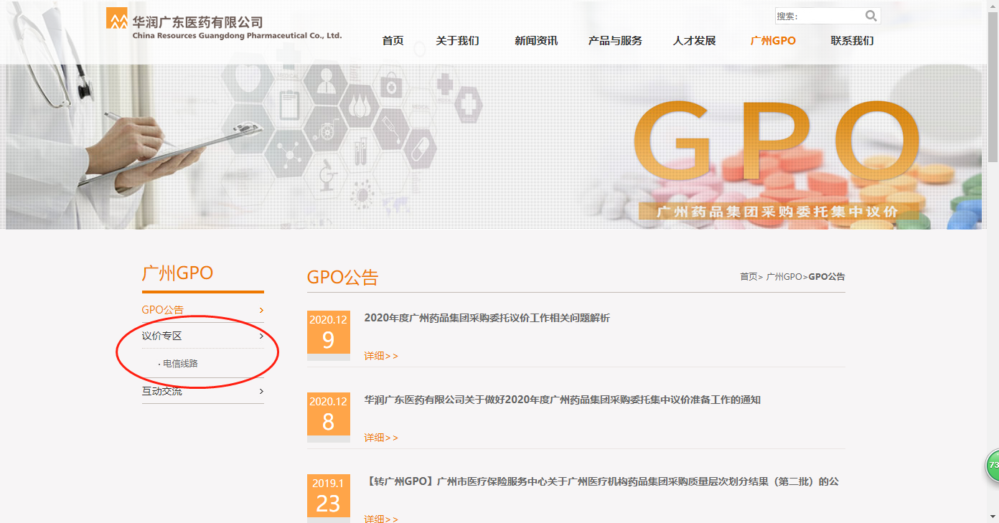 华润广东医药有限公司
China Resources Guangdong Pharmaceutical Co., Ltd.
搜索:
首页 关于我们 新闻资讯 产品与服务 人才发展 广州GPO 联系我们
GPO
广州药品集团采购委托集中议价
广州GPO
GPO公告 >
议价专区 >
· 电信线路
互动交流 >
GPO公告
首页> 广州GPO>GPO公告
2020.12
9
2020年度广州药品集团采购委托议价工作相关问题解析
详细>>
2020.12
8
华润广东医药有限公司关于做好2020年度广州药品集团采购委托集中议价准备工作的通知
详细>>
2019.1
23
【转广州GPO】广州市医疗保险服务中心关于广州医疗机构药品集团采购质量层次划分结果（第二批）的公
详细>>
73